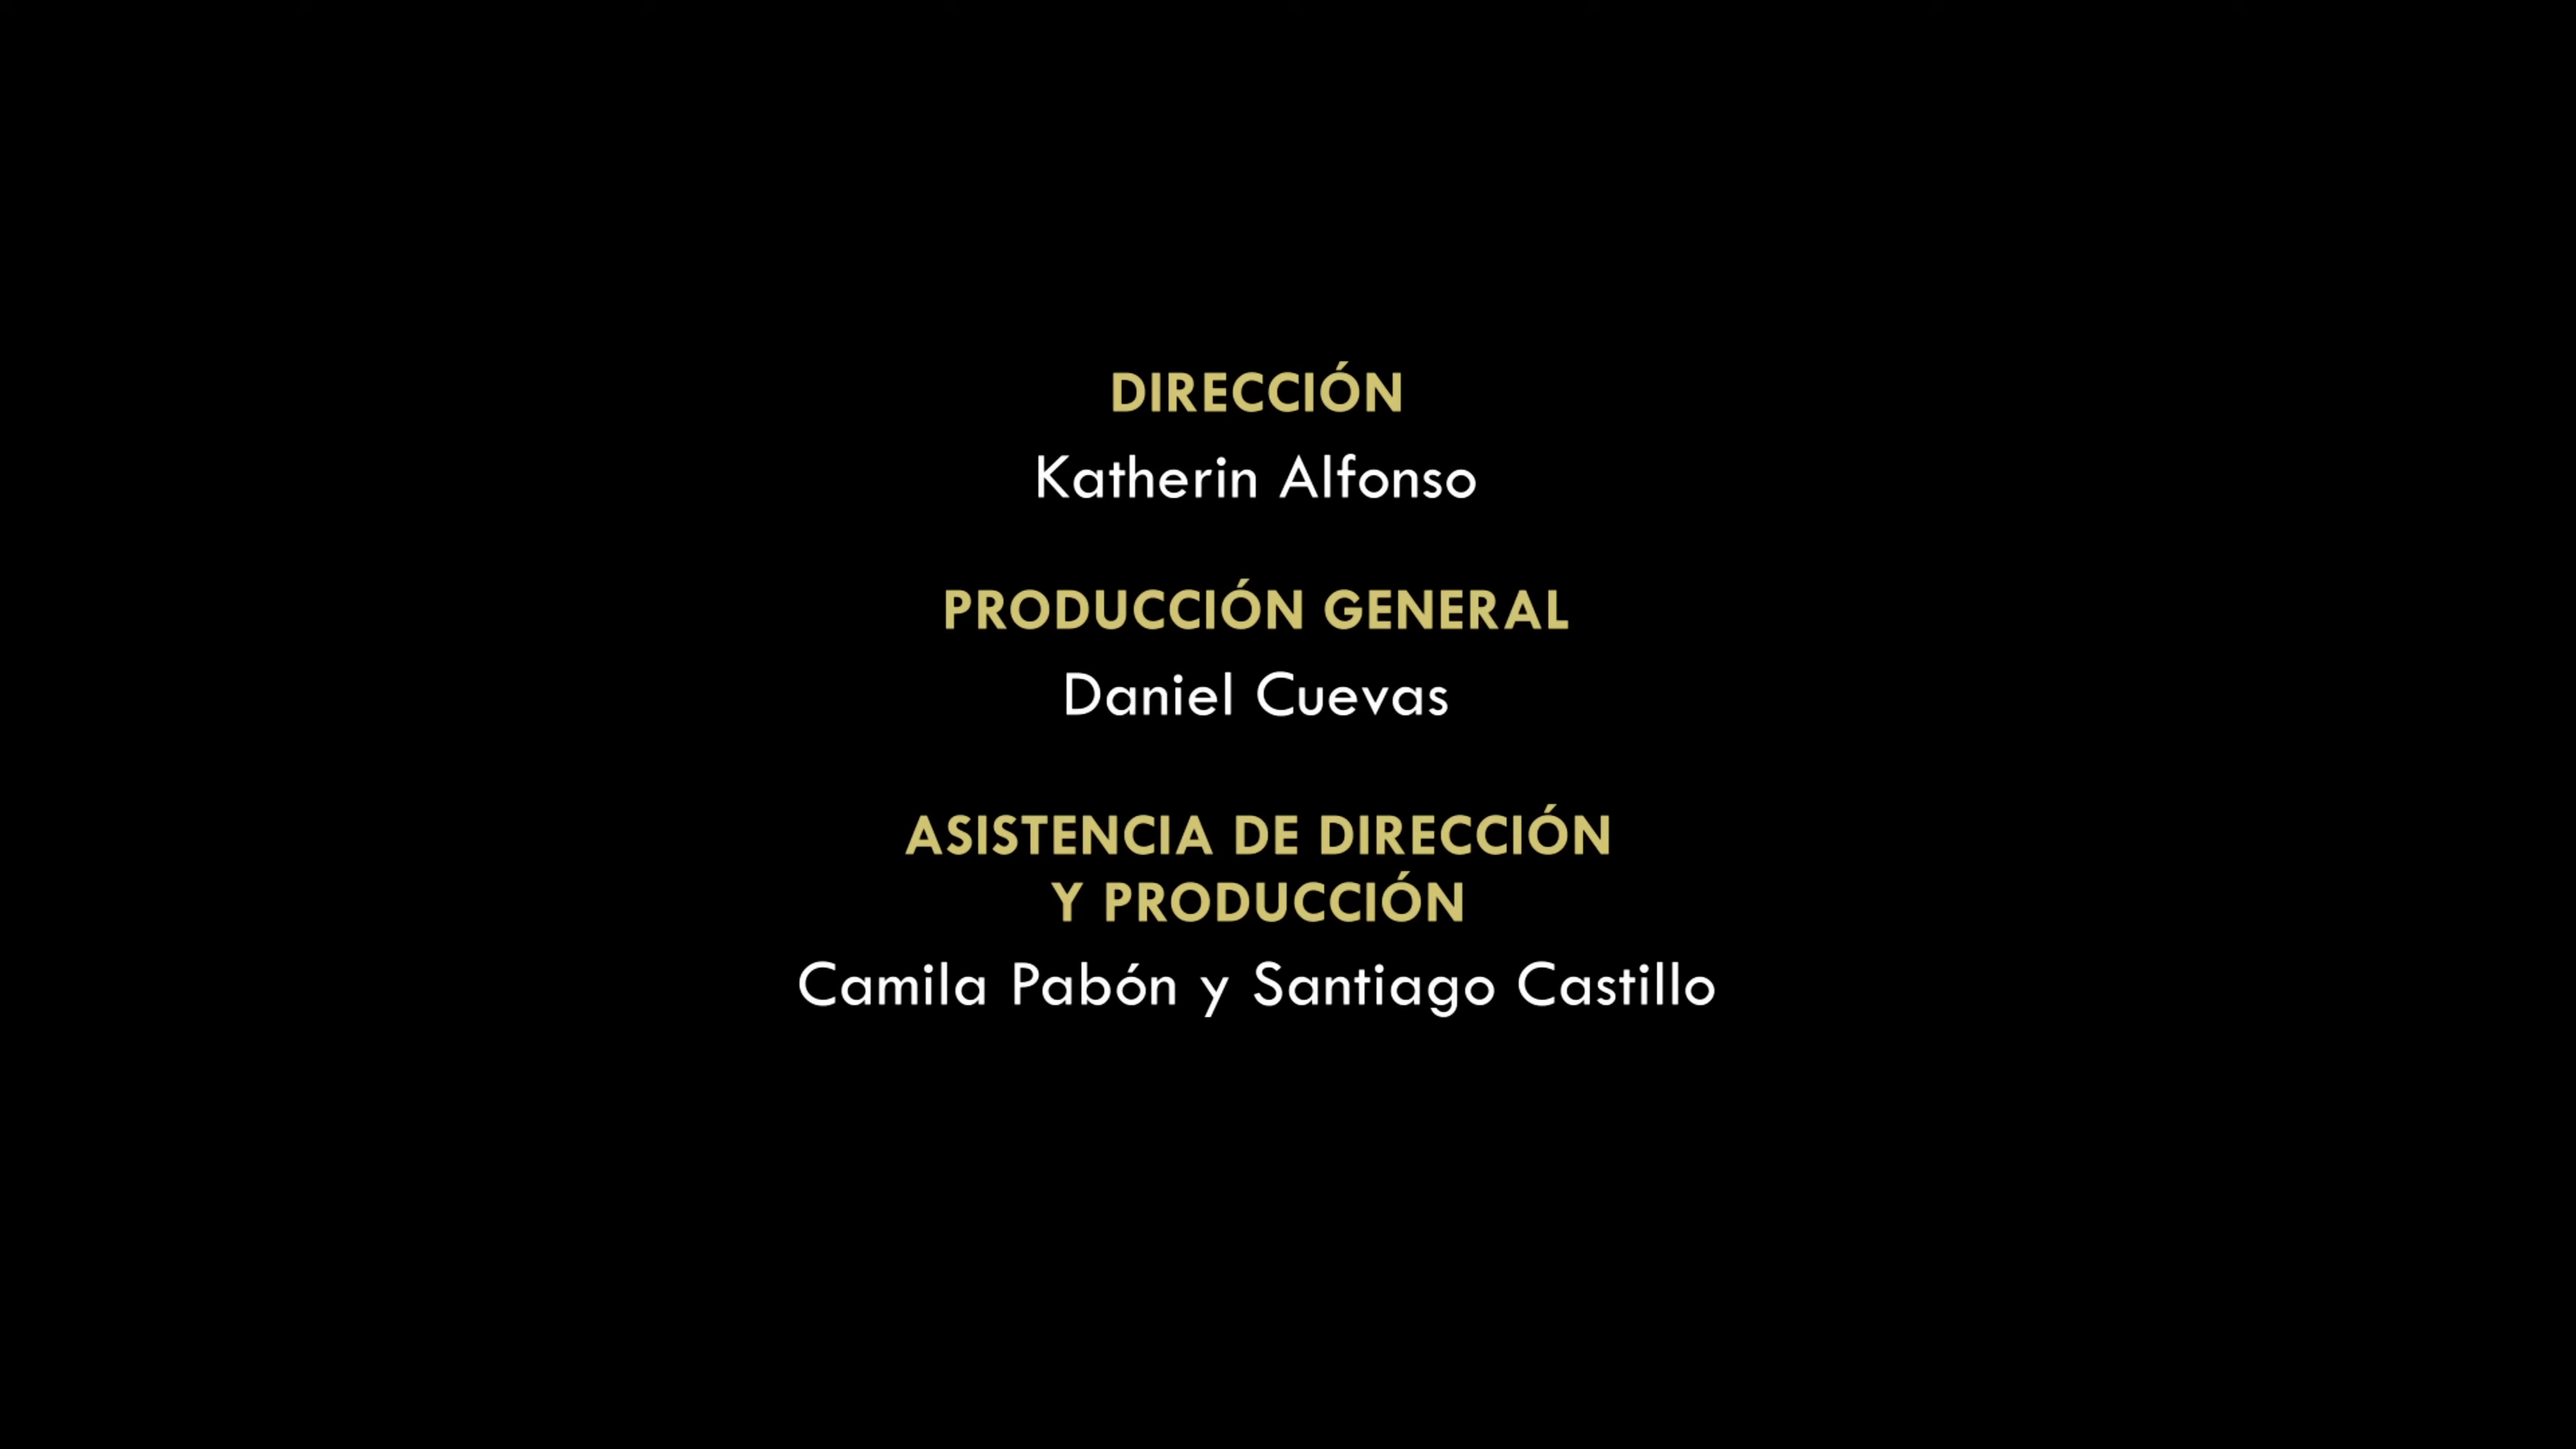 DIRECCIÓN
Katherin Alfonso
PRODUCCIÓN GENERAL
Daniel Cuevas
ASISTENCIA DE DIRECCIÓN
Y PRODUCCIÓN
Camila Pabón y Santiago Castillo